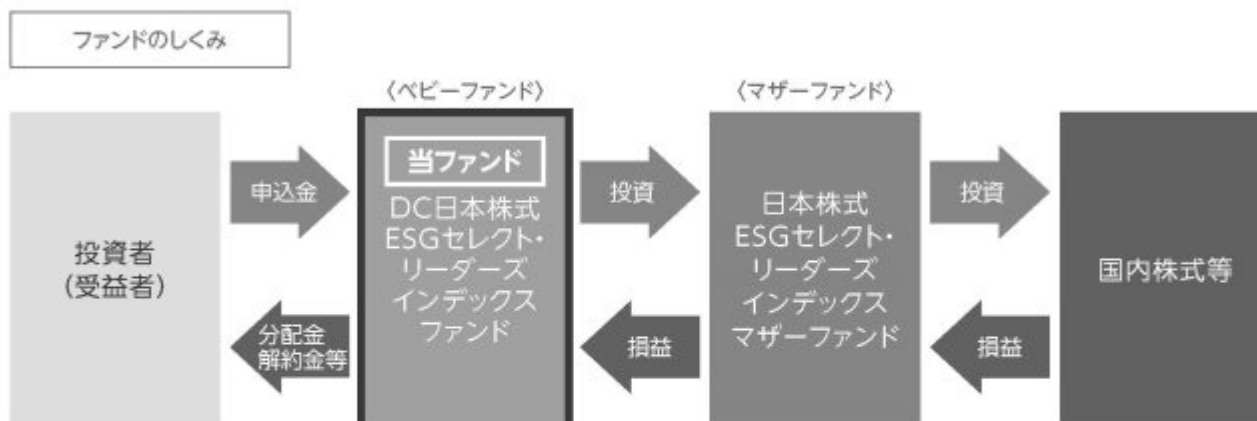 ファンドのしくみ
〈ベビーファンド〉
〈マザーファンド〉
投資者
(受益者)
申込金
分配金
解約金等
当ファンド
DC日本株式
ESGセレクト・
リーダーズ
インデックス
ファンド
投資
損益
日本株式
ESGセレクト・
リーダーズ
インデックス
マザーファンド
投資
損益
国内株式等